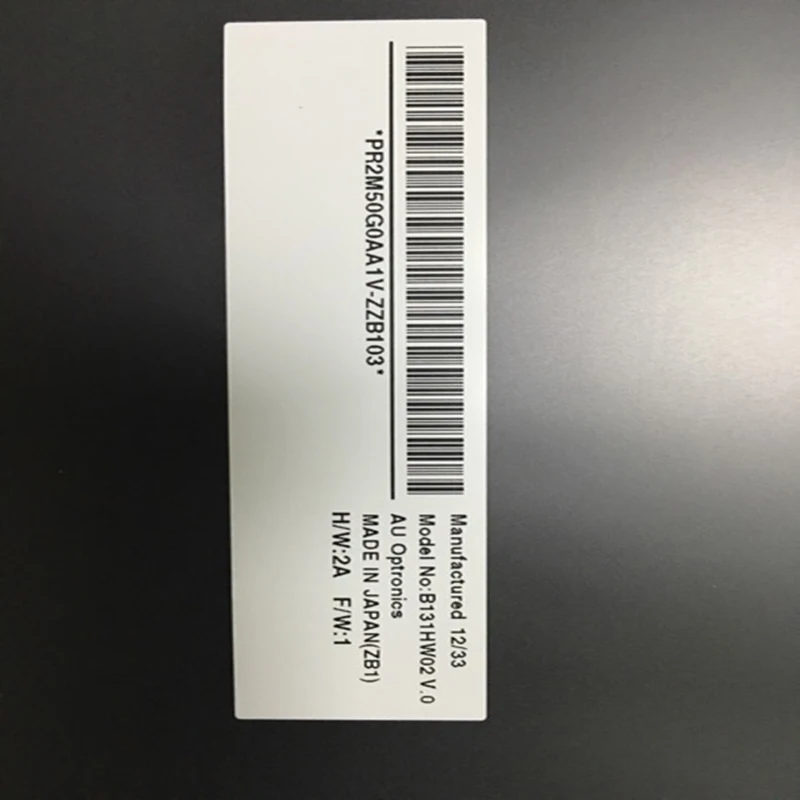 *PR2M50G0AA1V-ZZB103*
Manufactured 12/33
Model No:B131HW02 V.0
AU Optronics
MADE IN JAPAN(ZB1)
H/W:2A F/W:1